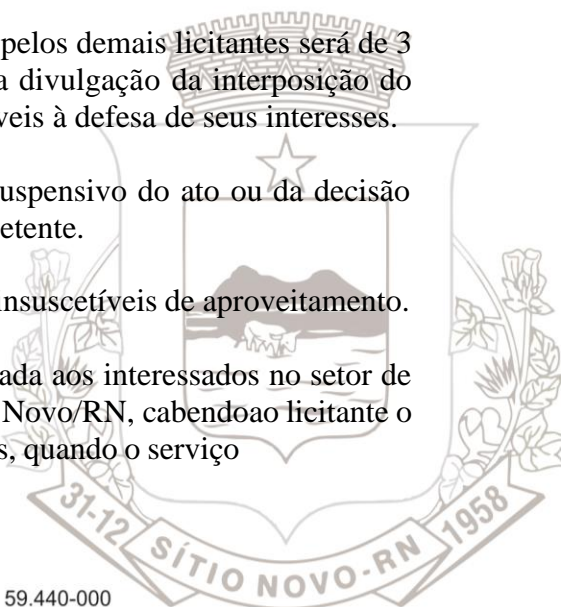 pelos demais licitantes será de 3
a divulgação da interposição do
veis à defesa de seus interesses.
uspensivo do ato ou da decisão
etente.
insuscetíveis de aproveitamento.
ada aos interessados no setor de
Novo/RN, cabendoao licitante o
s, quando o serviço
31-12 SÍTIO NOVO-RN 1958
59.440-000